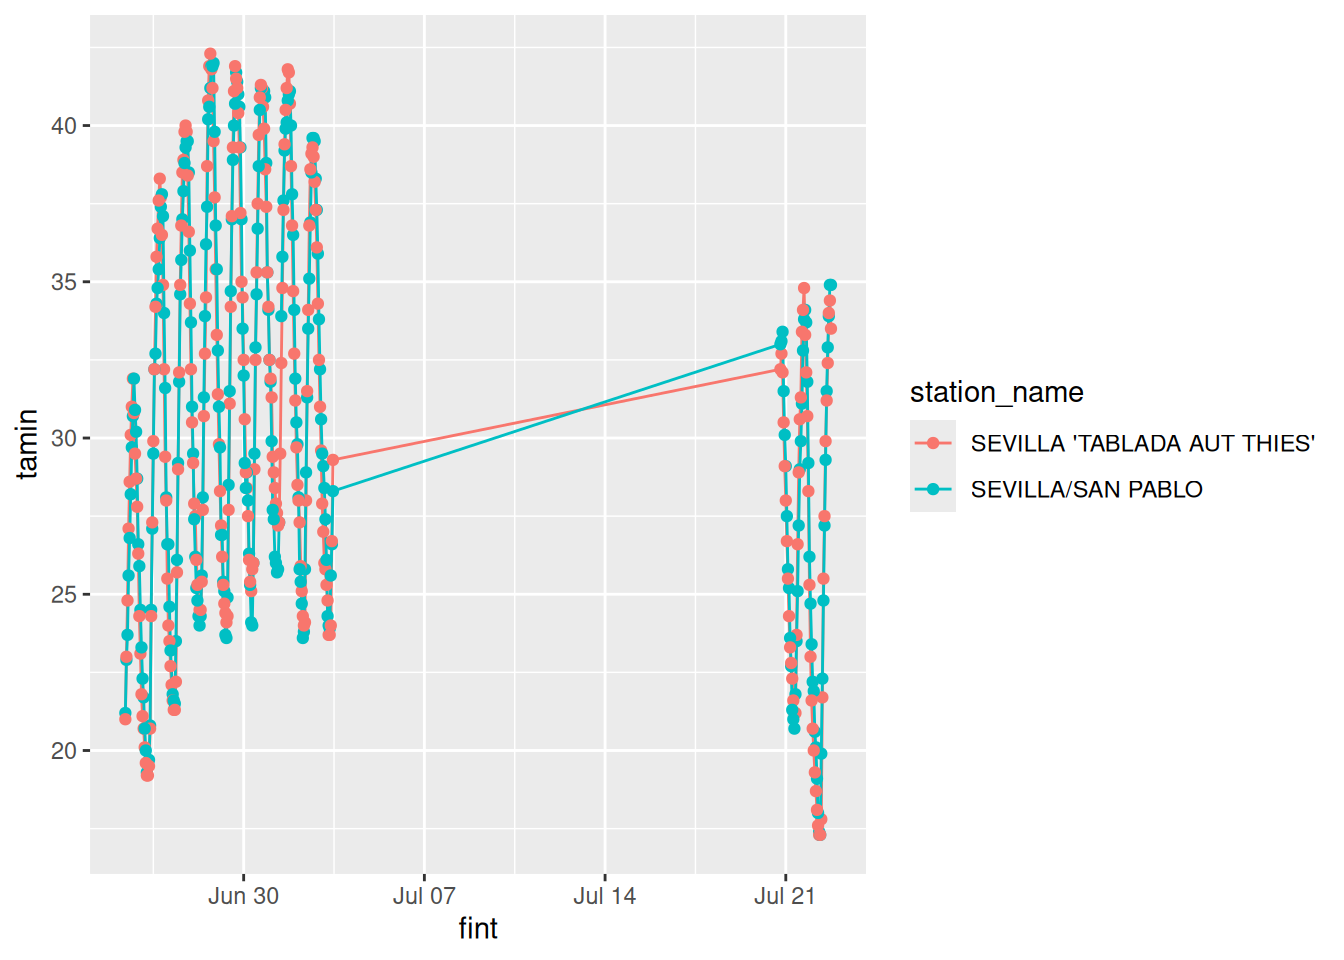 40
35
30
25
20
tamin
Jun 30
Jul 07
Jul 14
Jul 21
fint
station_name
SEVILLA 'TABLADA AUT THIES'
SEVILLA/SAN PABLO